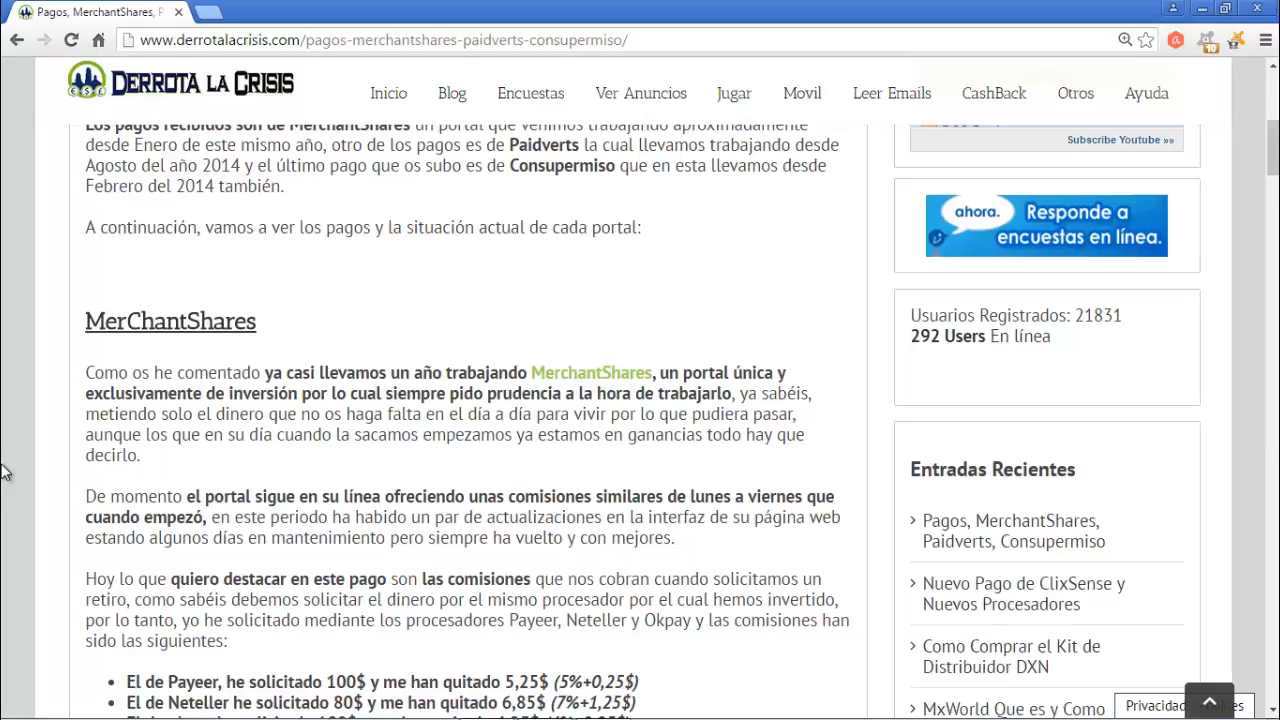 Pagos, MerchantShares, P
www.derrotalacrisis.com/pagos-merchantshares-paidverts-consupermiso/
10
DERROTA LA CRISIS
Inicio Blog Encuestas Ver Anuncios Jugar Movil Leer Emails CashBack Otros Ayuda
Los pagos recibidos son de MerchantShares un portal que venimos trabajando aproximadamente
desde Enero de este mismo año, otro de los pagos es de Paidverts la cual llevamos trabajando desde
Agosto del año 2014 y el último pago que os subo es de Consupermiso que en esta llevamos desde
Febrero del 2014 también.
A continuación, vamos a ver los pagos y la situación actual de cada portal:
MerChantShares
Como os he comentado ya casi llevamos un año trabajando MerchantShares, un portal única y
exclusivamente de inversión por lo cual siempre pido prudencia a la hora de trabajarlo, ya sabéis,
metiendo solo el dinero que no os haga falta en el día a día para vivir por lo que pudiera pasar,
aunque los que en su día cuando la sacamos empezamos ya estamos en ganancias todo hay que
decirlo.
De momento el portal sigue en su línea ofreciendo unas comisiones similares de lunes a viernes que
cuando empezó, en este periodo ha habido un par de actualizaciones en la interfaz de su página web
estando algunos días en mantenimiento pero siempre ha vuelto y con mejores.
Hoy lo que quiero destacar en este pago son las comisiones que nos cobran cuando solicitamos un
retiro, como sabéis debemos solicitar el dinero por el mismo procesador por el cual hemos invertido,
por lo tanto, yo he solicitado mediante los procesadores Payeer, Neteller y Okpay y las comisiones han
sido las siguientes:
• El de Payeer, he solicitado 100$ y me han quitado 5,25$ (5%+0,25$)
• El de Neteller he solicitado 80$ y me han quitado 6,85$ (7%+1,25$)
Subscribe Youtube »»
ahora. Responde a
encuestas en línea.
Usuarios Registrados: 21831
292 Users En línea
Entradas Recientes
› Pagos, MerchantShares,
Paidverts, Consupermiso
› Nuevo Pago de ClixSense y
Nuevos Procesadores
› Como Comprar el Kit de
Distribuidor DXN
› MxWorld Que es y Como
Privacidad